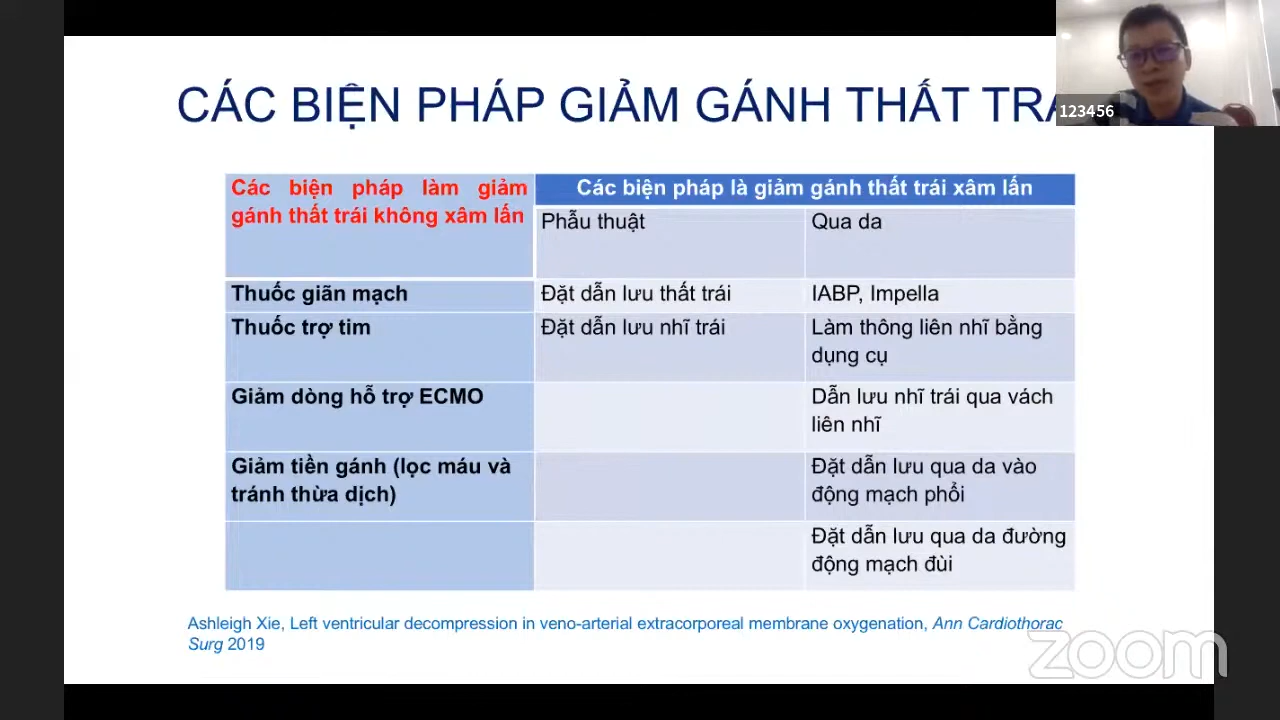 CÁC BIỆN PHÁP GIẢM GÁNH THẤT
123456
Các biện pháp làm giảm
gánh thất trái không xâm lấn
Các biện pháp là giảm gánh thất trái xâm lấn
Phẫu thuật
Qua da
Thuốc giãn mạch
Đặt dẫn lưu thất trái
IABP, Impella
Thuốc trợ tim
Đặt dẫn lưu nhĩ trái
Làm thông liên nhĩ bằng
dụng cụ
Giảm dòng hỗ trợ ECMO
Dẫn lưu nhĩ trái qua vách
liên nhĩ
Giảm tiền gánh (lọc máu và
tránh thừa dịch)
Đặt dẫn lưu qua da vào
động mạch phổi
Đặt dẫn lưu qua da đường
động mạch đùi
Ashleigh Xie, Left ventricular decompression in veno-arterial extracorporeal membrane oxygenation, Ann Cardiothorac
Surg 2019
zoom